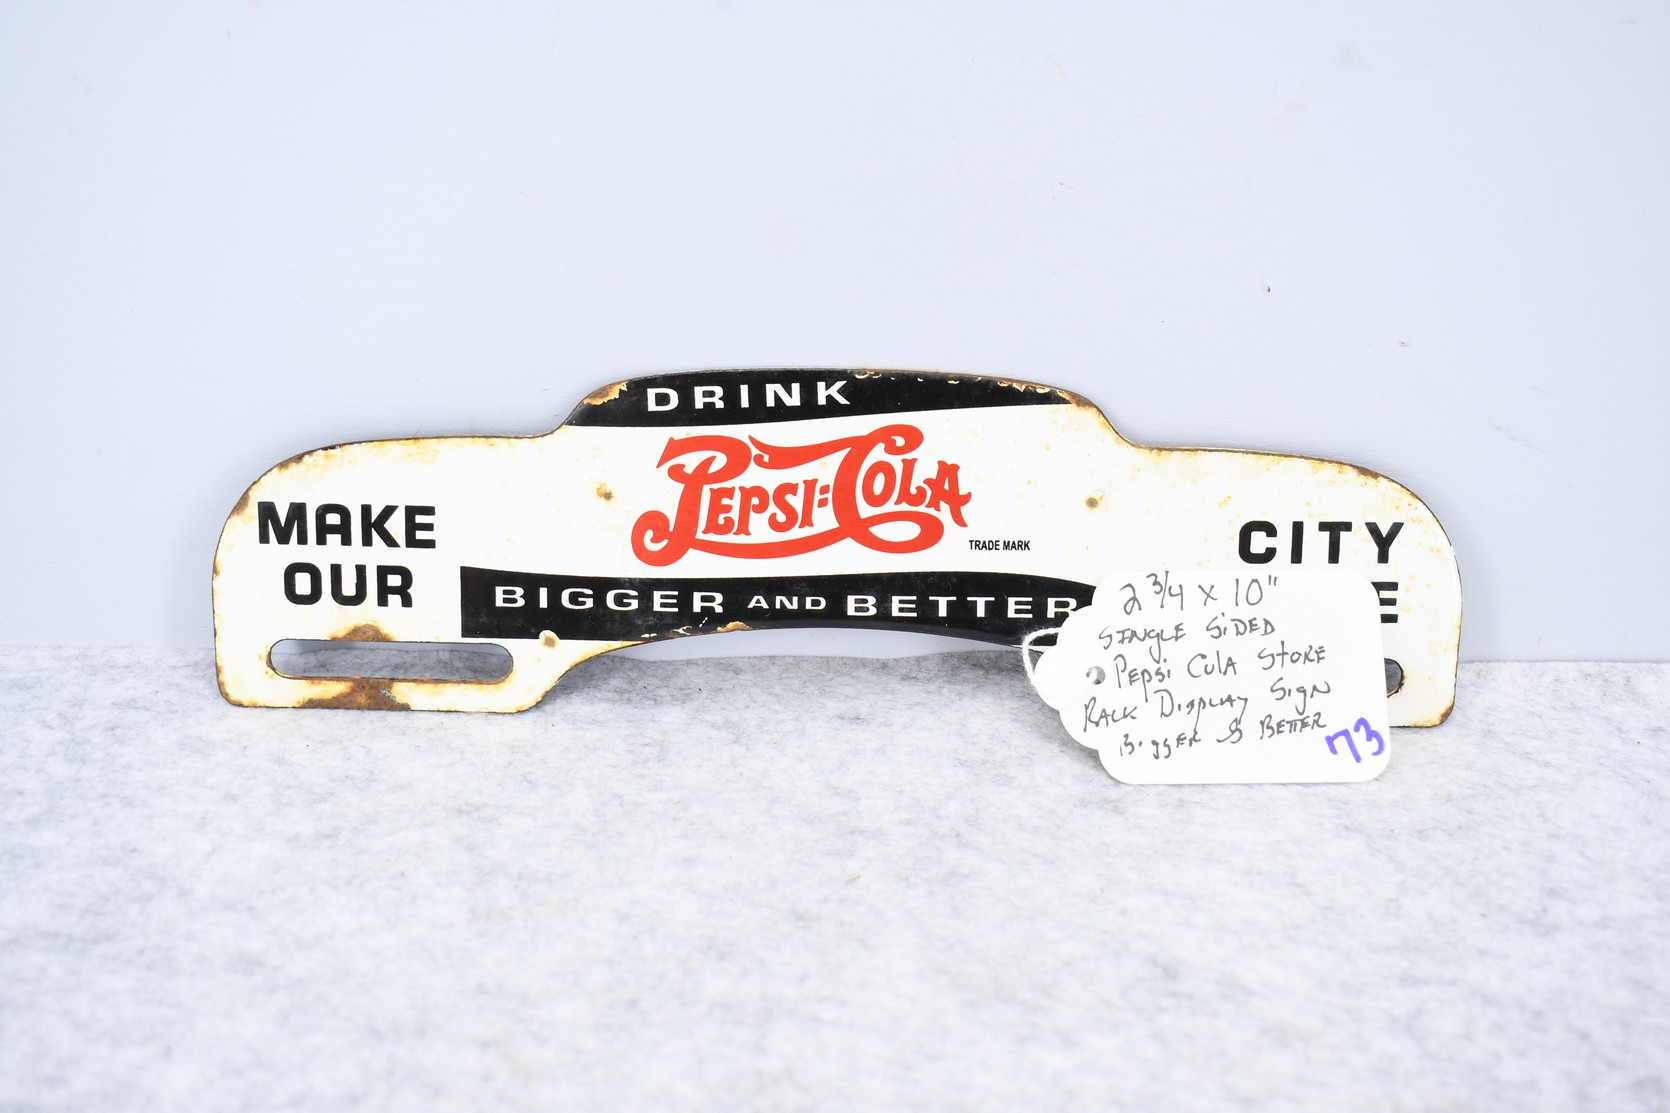 DRINK
PEPSI=COLA
TRADE MARK
MAKE
OUR
BIGGER AND BETTER
CITY
E
2 3/4 x 10"
SINGLE SIDED
Pepsi Cola Store
RACK Display Sign
Bigger & BETTER
73